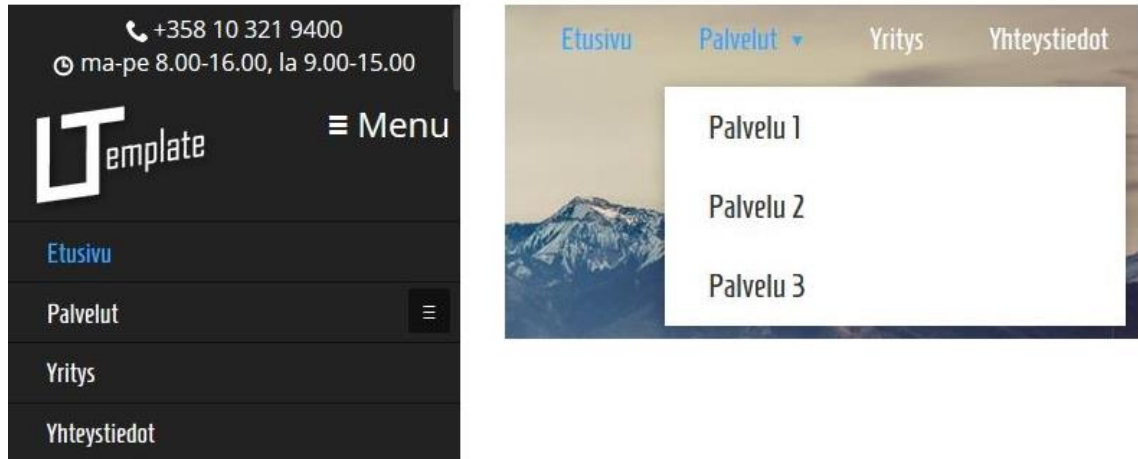 +358 10 321 9400
ma-pe 8.00-16.00, la 9.00-15.00
LTemplate
Menu
Etusivu
Palvelut
Yritys
Yhteystiedot
Etusivu Palvelut Yritys Yhteystiedot
Palvelu 1
Palvelu 2
Palvelu 3